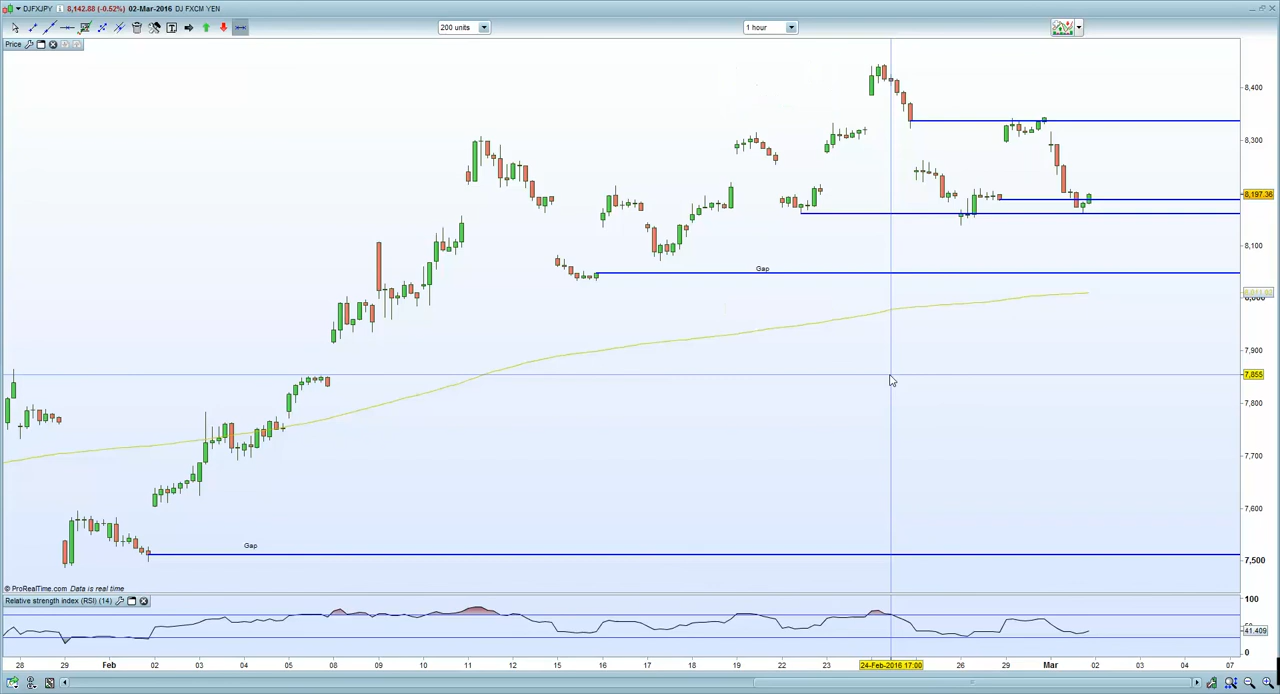 DJFXJPY 8,142.88 (-0.52%) 02-Mar-2016 DJ FXCM YEN
200 units
1 hour
Price
8,400
8,300
8,197.36
8,100
Gap
8,000
7,900
7,855
7,800
7,700
7,600
Gap
7,500
© ProRealTime.com Data is real time
Relative strength index (RSI) (14)
100
41.409
0
28 29 Feb 02 03 04 05 08 09 10 11 12 15 16 17 18 19 22 23 24-Feb-2016 17:00 26 29 Mar 02 03 04 07